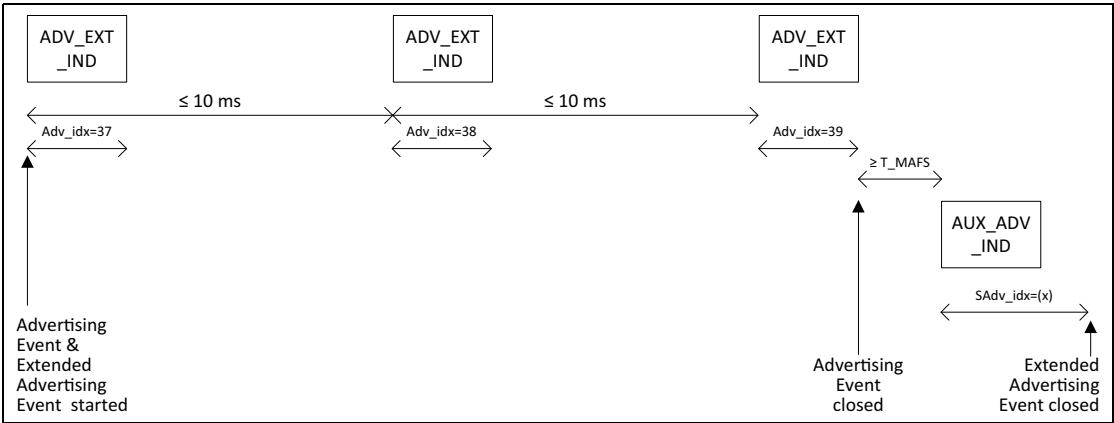 ADV_EXT
_IND
ADV_EXT
_IND
ADV_EXT
_IND
≤ 10 ms
≤ 10 ms
Adv_idx=37
Adv_idx=38
Adv_idx=39
≥ T_MAFS
AUX_ADV
_IND
SAdv_idx=(x)
Advertising
Event &
Extended
Advertising
Event started
Advertising
Event
closed
Extended
Advertising
Event closed